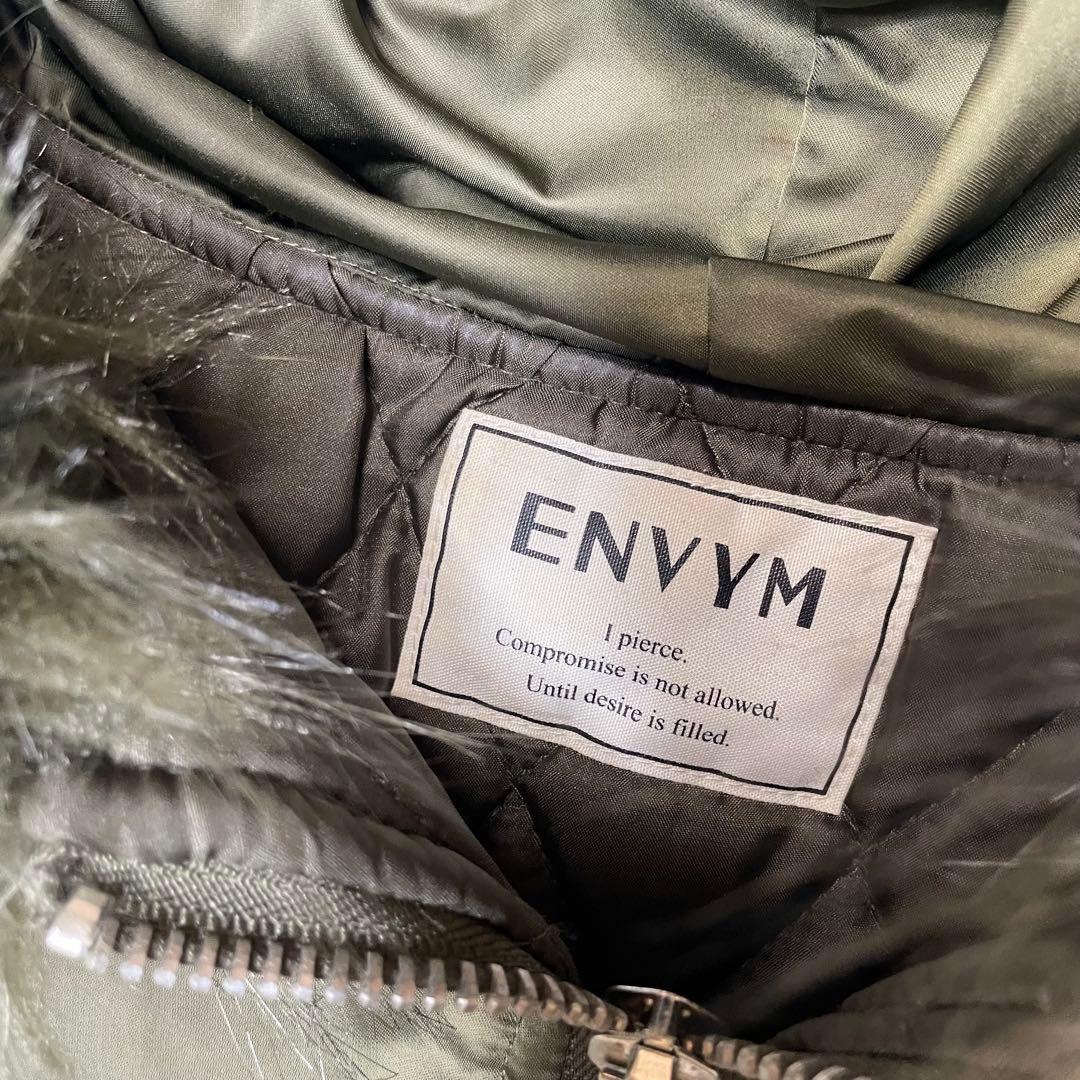 ENVYM
I pierce.
Compromise is not allowed.
Until desire is filled.